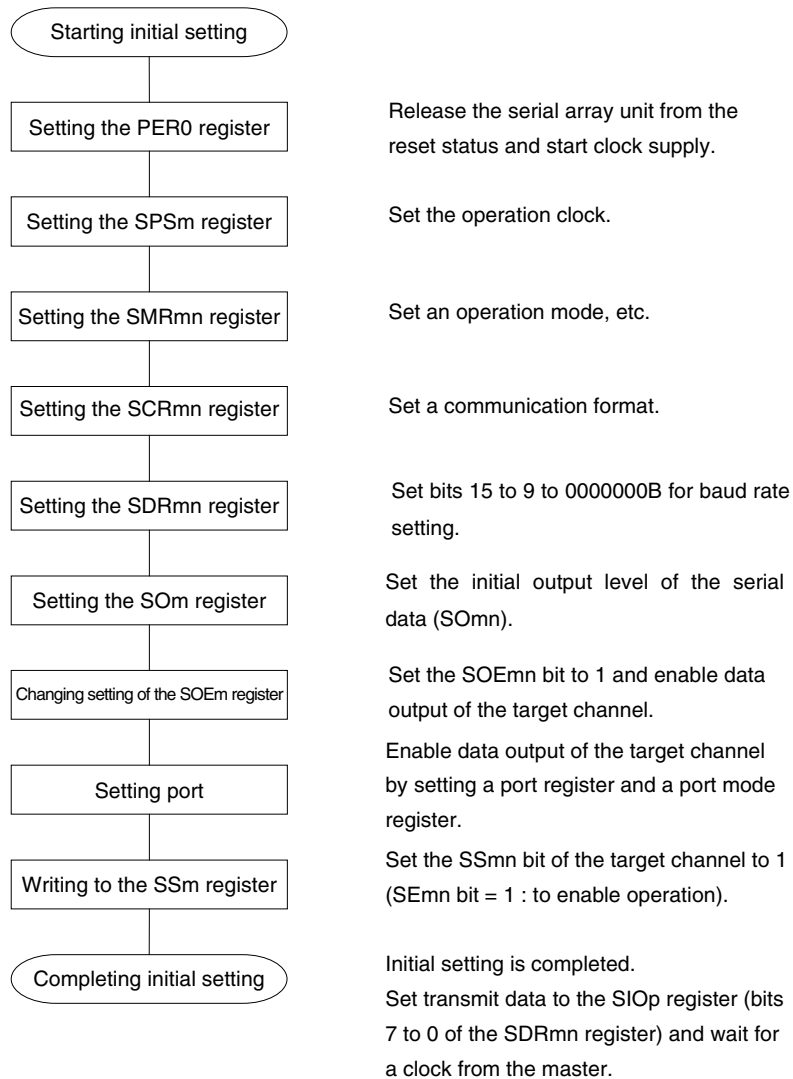 Starting initial setting
Setting the PER0 register
Release the serial array unit from the
reset status and start clock supply.
Setting the SPSm register
Set the operation clock.
Setting the SMRmn register
Set an operation mode, etc.
Setting the SCRmn register
Set a communication format.
Setting the SDRmn register
Set bits 15 to 9 to 0000000B for baud rate
setting.
Setting the SOm register
Set the initial output level of the serial
data (SOmn).
Changing setting of the SOEm register
Set the SOEmn bit to 1 and enable data
output of the target channel.
Setting port
Enable data output of the target channel
by setting a port register and a port mode
register.
Writing to the SSm register
Set the SSmn bit of the target channel to 1
(SEmn bit = 1 : to enable operation).
Completing initial setting
Initial setting is completed.
Set transmit data to the SIOp register (bits
7 to 0 of the SDRmn register) and wait for
a clock from the master.